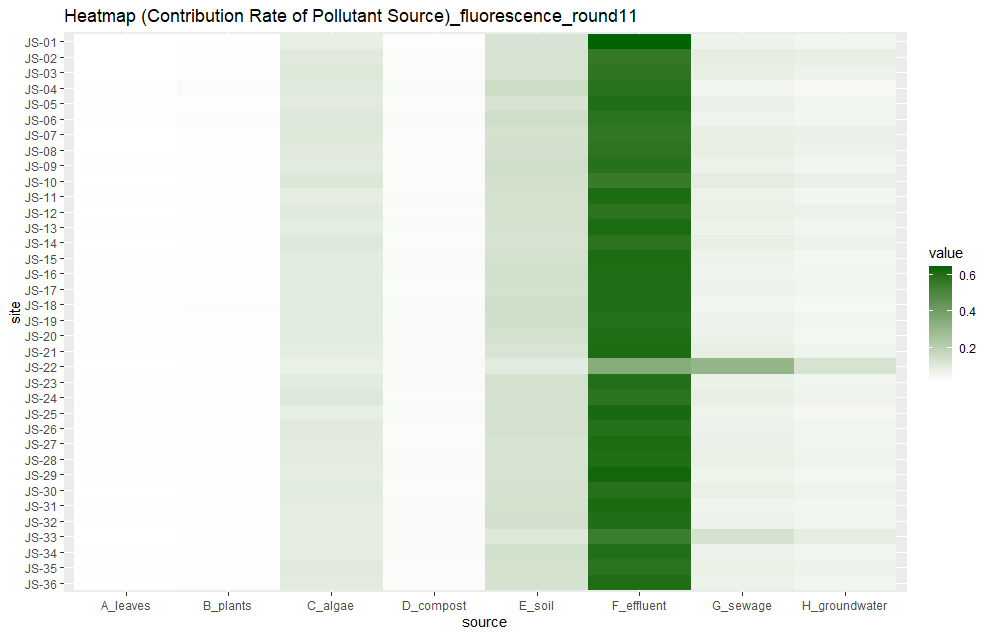 Heatmap (Contribution Rate of Pollutant Source)_fluorescence_round11
site
JS-01
JS-02
JS-03
JS-04
JS-05
JS-06
JS-07
JS-08
JS-09
JS-10
JS-11
JS-12
JS-13
JS-14
JS-15
JS-16
JS-17
JS-18
JS-19
JS-20
JS-21
JS-22
JS-23
JS-24
JS-25
JS-26
JS-27
JS-28
JS-29
JS-30
JS-31
JS-32
JS-33
JS-34
JS-35
JS-36
A_leaves B_plants C_algae D_compost E_soil F_effluent G_sewage H_groundwater
source
value
0.6
0.4
0.2